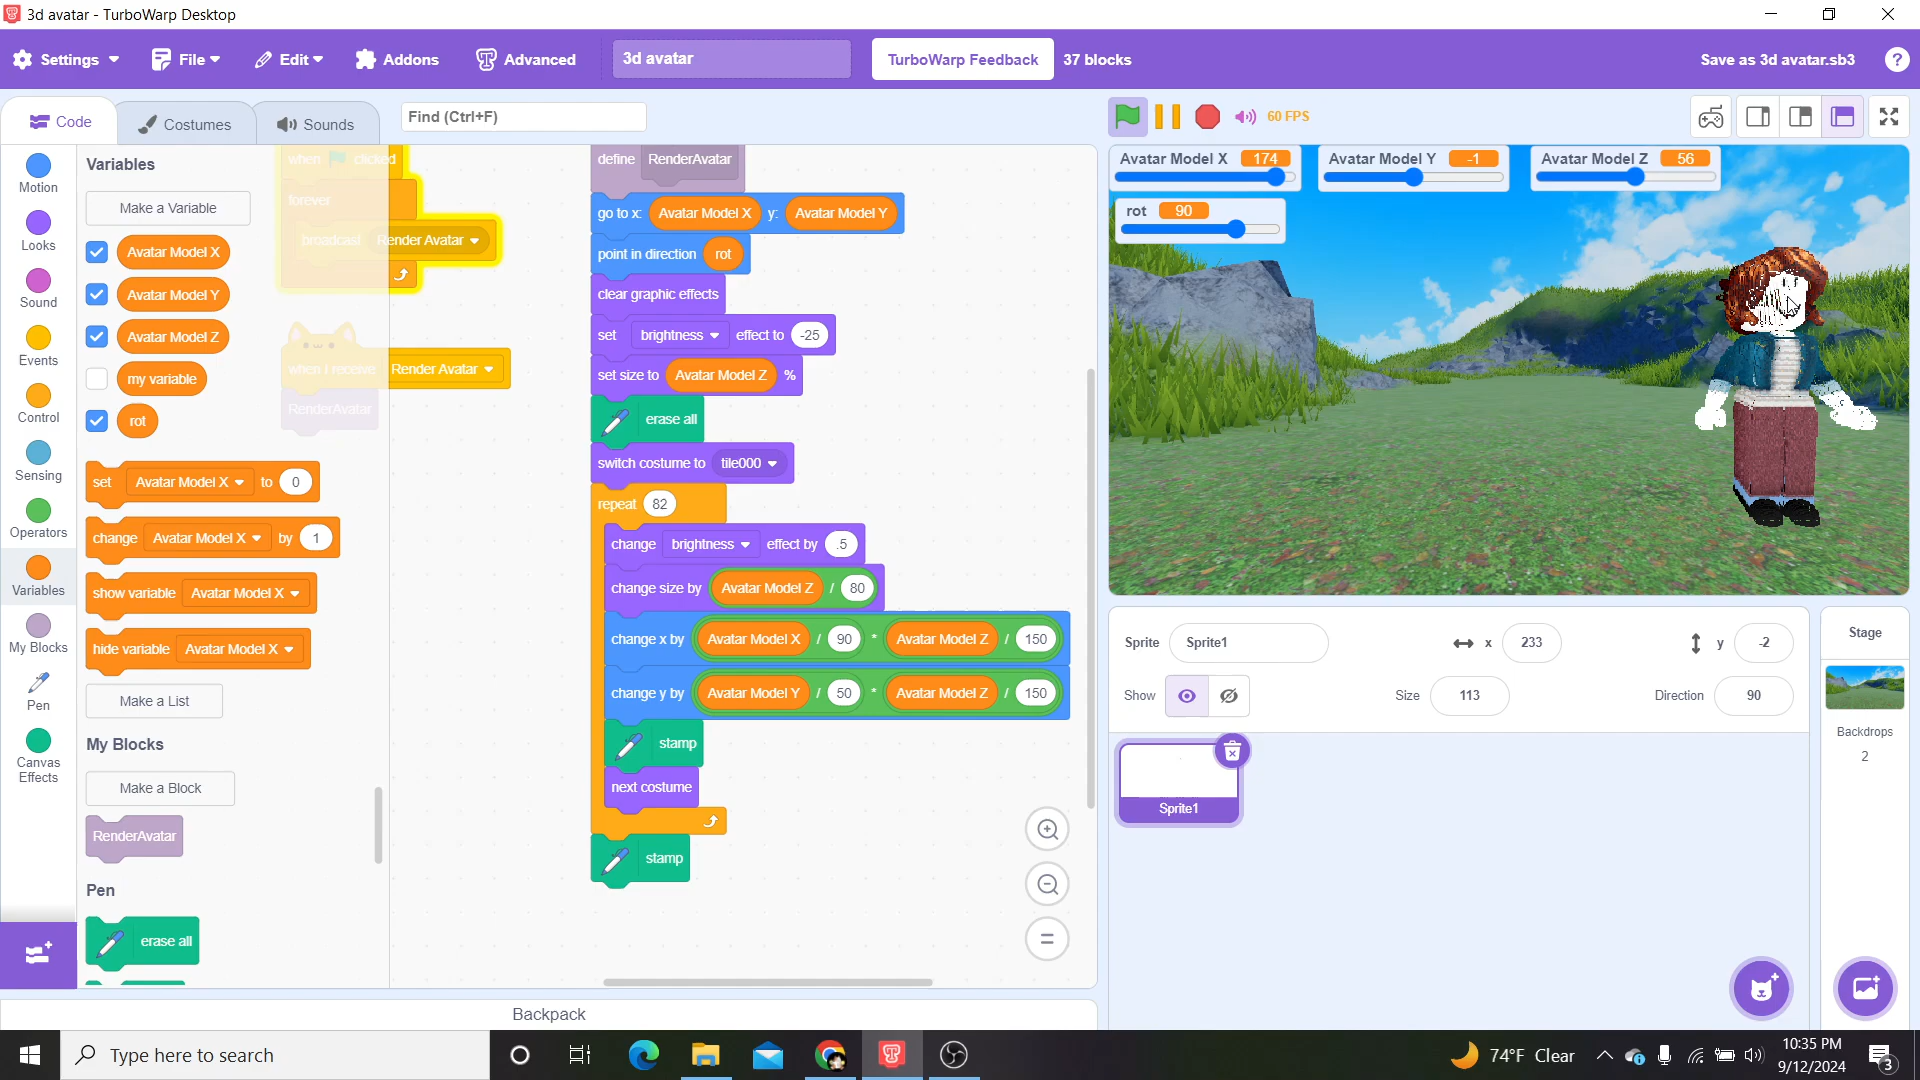 3d avatar - TurboWarp Desktop
Settings File Edit Addons Advanced 3d avatar TurboWarp Feedback 37 blocks Save as 3d avatar.sb3 ?
Code Costumes Sounds Find (Ctrl+F) 60 FPS
Motion
Looks
Sound
Events
Control
Sensing
Operators
Variables
My Blocks
Pen
Canvas
Effects
Variables
Make a Variable
Avatar Model X
Avatar Model Y
Avatar Model Z
my variable
rot
set Avatar Model X to 0
change Avatar Model X by 1
show variable Avatar Model X
hide variable Avatar Model X
Make a List
My Blocks
Make a Block
RenderAvatar
Pen
erase all
when clicked
forever
broadcast Render Avatar
when I receive Render Avatar
RenderAvatar
define RenderAvatar
go to x: Avatar Model X y: Avatar Model Y
point in direction rot
clear graphic effects
set brightness effect to -25
set size to Avatar Model Z %
erase all
switch costume to tile000
repeat 82
change brightness effect by .5
change size by Avatar Model Z / 80
change x by Avatar Model X / 90 * Avatar Model Z / 150
change y by Avatar Model Y / 50 * Avatar Model Z / 150
stamp
next costume
stamp
Backpack
Avatar Model X 174 Avatar Model Y -1 Avatar Model Z 56
rot 90
Sprite Sprite1 x 233 y -2
Show Size 113 Direction 90
Sprite1
Stage
Backdrops
2
Type here to search
74°F Clear
10:35 PM
9/12/2024
3